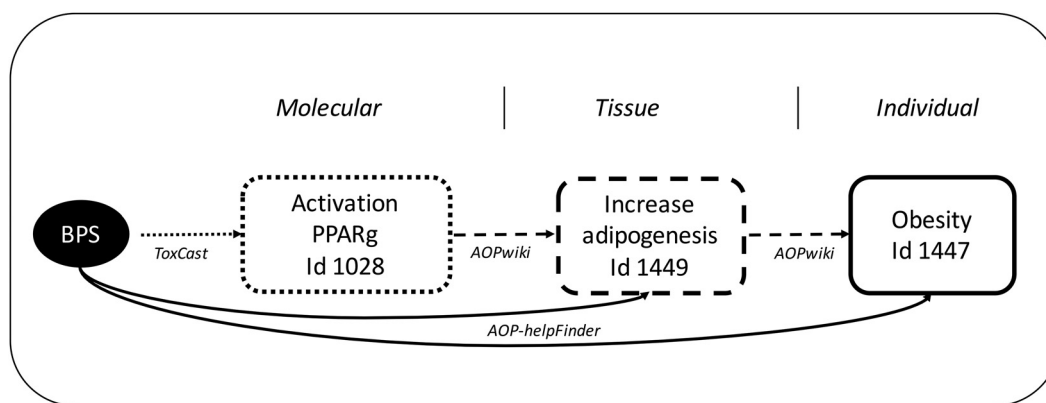 Molecular
Tissue
Individual
BPS
ToxCast
Activation
PPARg
Id 1028
AOPwiki
Increase
adipogenesis
Id 1449
AOPwiki
Obesity
Id 1447
AOP-helpFinder